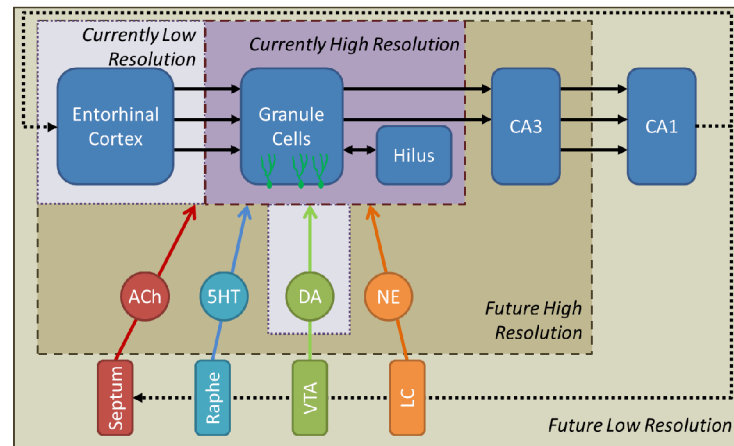 Currently Low
Resolution
Currently High Resolution
Entorhinal
Cortex
Granule
Cells
Hilus
CA3
CA1
ACh
5HT
DA
NE
Future High
Resolution
Septum
Raphe
VTA
LC
Future Low Resolution